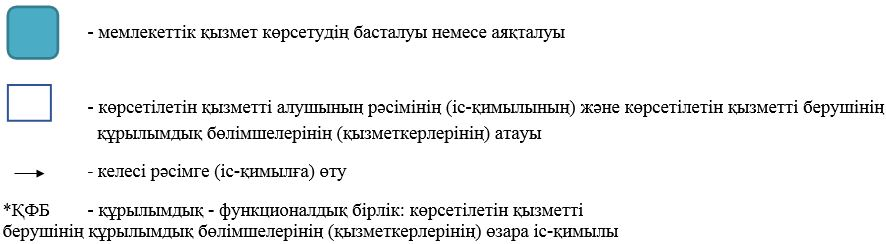 - мемлекеттік қызмет көрсетудің басталуы немесе аяқталуы
- көрсетілетін қызметті алушының рәсімінің (іс-қимылының) және көрсетілетін қызметті берушінің
құрылымдық бөлімшелерінің (қызметкерлерінің) атауы
- келесі рәсімге (іс-қимылға) өту
*ҚФБ - құрылымдық - функционалдық бірлік: көрсетілетін қызметті
берушінің құрылымдық бөлімшелерінің (қызметкерлерінің) өзара іс-қимылы